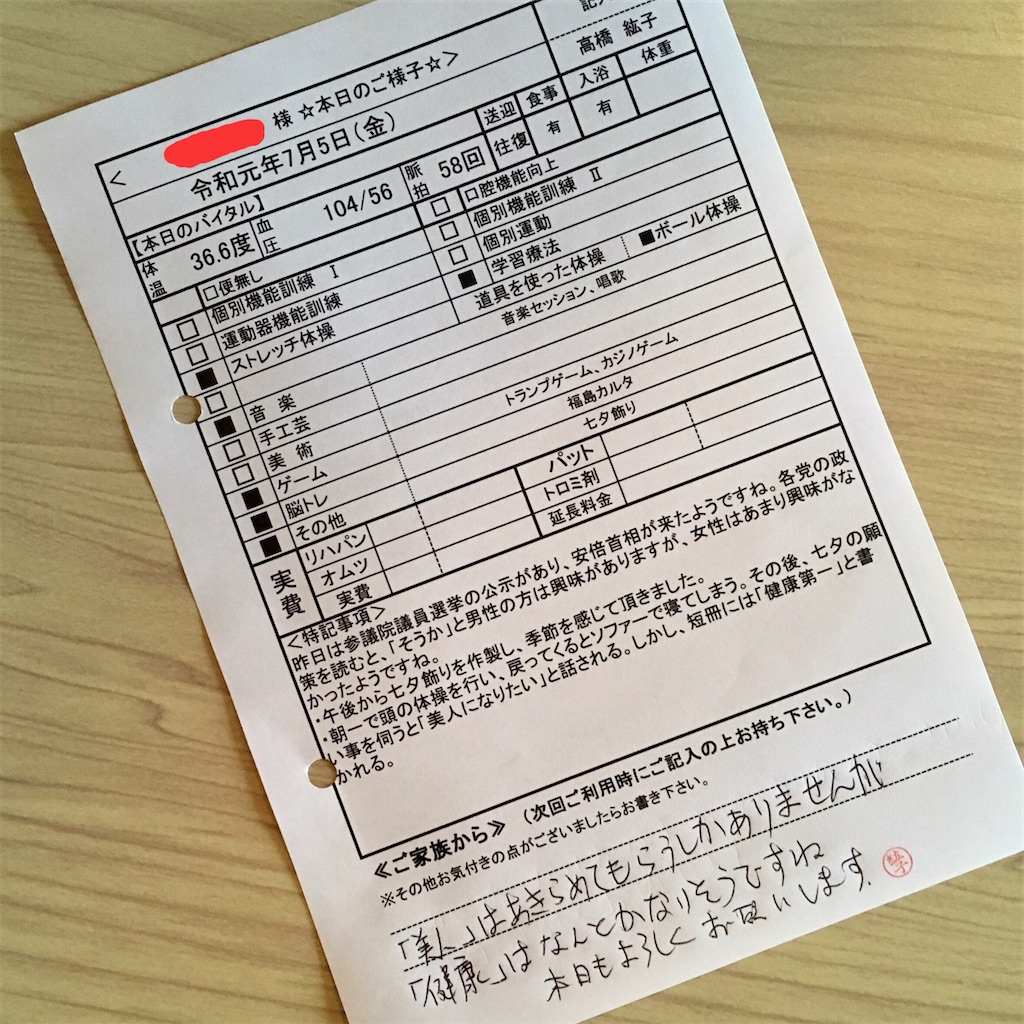 記入
高橋 紘子
< 様 ☆本日のご様子☆>
令和元年7月5日(金)
送迎 食事 入浴 体重
往復 有 有
【本日のバイタル】
体温 36.6度 血圧 104/56 脈拍 58回
□便無し
□ 個別機能訓練 Ⅰ □ 口腔機能向上
□ 運動器機能訓練 □ 個別機能訓練 Ⅱ
■ ストレッチ体操 □ 個別運動
□ ■ 学習療法
■ 音 楽 道具を使った体操 ■ボール体操
□ 手工芸 音楽セッション、唱歌
□ 美 術
■ ゲーム トランプゲーム、カジノゲーム
■ 脳トレ 福島カルタ
■ その他 七夕飾り
実費 リハパン パット
オムツ トロミ剤
実費 延長料金
<特記事項>
昨日は参議院議員選挙の公示があり、安倍首相が来たようですね。各党の政
策を読むと、「そうか」と男性の方は興味がありますが、女性はあまり興味がな
かったようですね。
・午後から七夕飾りを作製し、季節を感じて頂きました。
・朝一で頭の体操を行い、戻ってくるとソファーで寝てしまう。その後、七夕の願
い事を伺うと「美人になりたい」と話される。しかし、短冊には「健康第一」と書
かれる。
≪ご家族から≫ (次回ご利用時にご記入の上お持ち下さい。)
※その他お気付きの点がございましたらお書き下さい。
「美人」はあきらめてもらうしかありませんが
「健康」はなんとかなりそうですね
本日もよろしくお願いします。